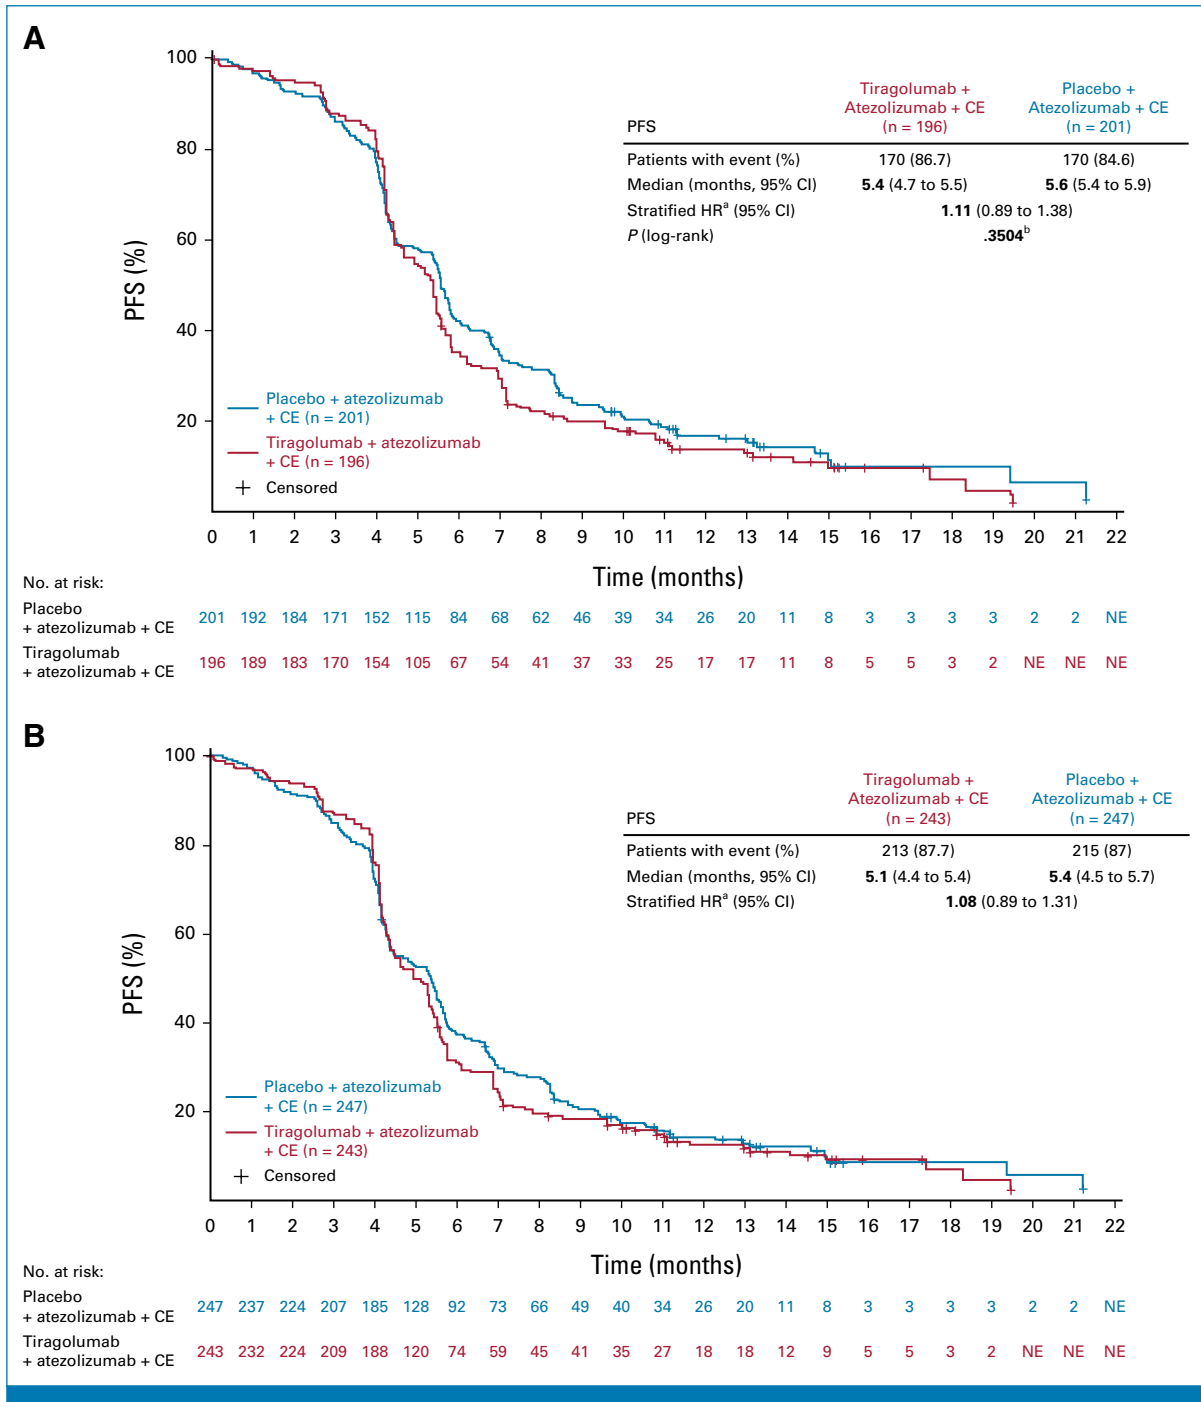 A
100
80
60
40
20
PFS (%)
Tiragolumab +
Atezolizumab + CE
(n = 196)
Placebo +
Atezolizumab + CE
(n = 201)
PFS
Patients with event (%) 170 (86.7) 170 (84.6)
Median (months, 95% CI) 5.4 (4.7 to 5.5) 5.6 (5.4 to 5.9)
Stratified HRᵃ (95% CI) 1.11 (0.89 to 1.38)
P (log-rank) .3504ᵇ
Placebo + atezolizumab
+ CE (n = 201)
Tiragolumab + atezolizumab
+ CE (n = 196)
Censored
0 1 2 3 4 5 6 7 8 9 10 11 12 13 14 15 16 17 18 19 20 21 22
Time (months)
No. at risk:
Placebo
+ atezolizumab + CE 201 192 184 171 152 115 84 68 62 46 39 34 26 20 11 8 3 3 3 3 2 2 NE
Tiragolumab
+ atezolizumab + CE 196 189 183 170 154 105 67 54 41 37 33 25 17 17 11 8 5 5 3 2 NE NE NE
B
100
80
60
40
20
PFS (%)
Tiragolumab +
Atezolizumab + CE
(n = 243)
Placebo +
Atezolizumab + CE
(n = 247)
PFS
Patients with event (%) 213 (87.7) 215 (87)
Median (months, 95% CI) 5.1 (4.4 to 5.4) 5.4 (4.5 to 5.7)
Stratified HRᵃ (95% CI) 1.08 (0.89 to 1.31)
Placebo + atezolizumab
+ CE (n = 247)
Tiragolumab + atezolizumab
+ CE (n = 243)
Censored
0 1 2 3 4 5 6 7 8 9 10 11 12 13 14 15 16 17 18 19 20 21 22
Time (months)
No. at risk:
Placebo
+ atezolizumab + CE 247 237 224 207 185 128 92 73 66 49 40 34 26 20 11 8 3 3 3 3 2 2 NE
Tiragolumab
+ atezolizumab + CE 243 232 224 209 188 120 74 59 45 41 35 27 18 18 12 9 5 5 3 2 NE NE NE